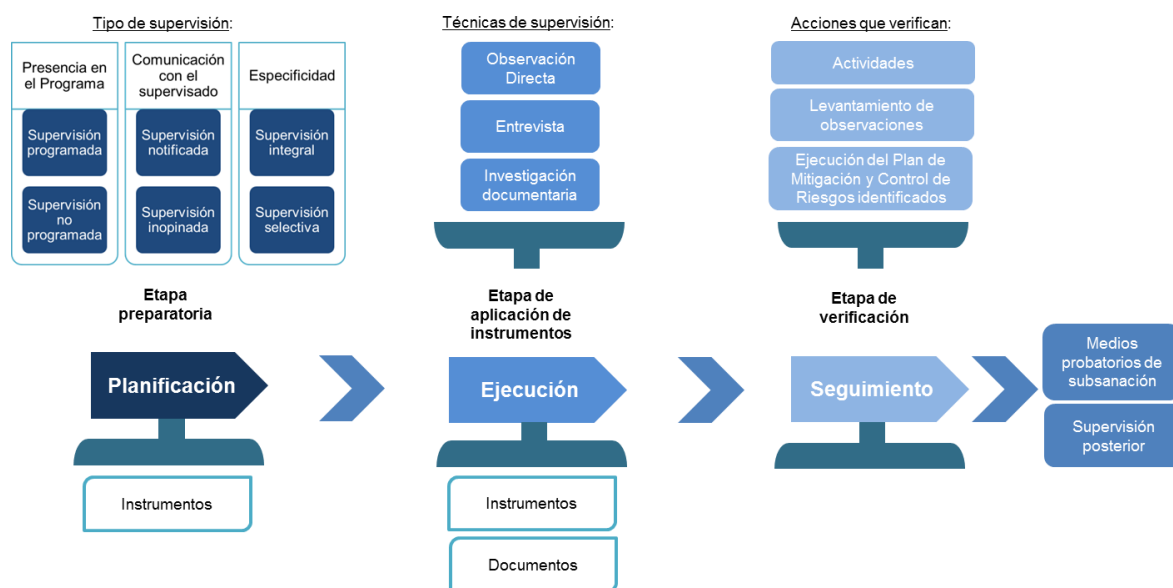 Tipo de supervisión:
Presencia en
el Programa
Supervisión
programada
Supervisión
no
programada
Comunicación
con el
supervisado
Supervisión
notificada
Supervisión
inopinada
Especificidad
Supervisión
integral
Supervisión
selectiva
Técnicas de supervisión:
Observación
Directa
Entrevista
Investigación
documentaria
Acciones que verifican:
Actividades
Levantamiento de
observaciones
Ejecución del Plan de
Mitigación y Control de
Riesgos identificados
Etapa
preparatoria
Planificación
Instrumentos
Etapa de
aplicación de
instrumentos
Ejecución
Instrumentos
Documentos
Etapa de
verificación
Seguimiento
Medios
probatorios de
subsanación
Supervisión
posterior